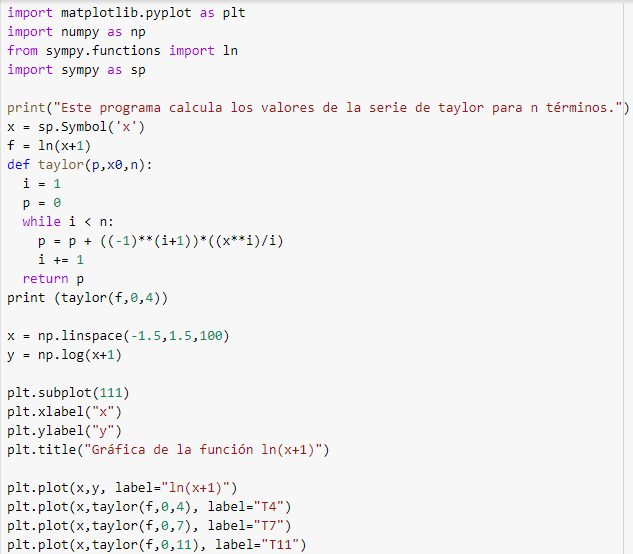 import matplotlib.pyplot as plt
import numpy as np
from sympy.functions import ln
import sympy as sp

print("Este programa calcula los valores de la serie de taylor para n términos.")
x = sp.Symbol('x')
f = ln(x+1)
def taylor(p,x0,n):
  i = 1
  p = 0
  while i < n:
    p = p + ((-1)**(i+1))*((x**i)/i)
    i += 1
  return p
print (taylor(f,0,4))

x = np.linspace(-1.5,1.5,100)
y = np.log(x+1)

plt.subplot(111)
plt.xlabel("x")
plt.ylabel("y")
plt.title("Gráfica de la función ln(x+1)")

plt.plot(x,y, label="ln(x+1)")
plt.plot(x,taylor(f,0,4), label="T4")
plt.plot(x,taylor(f,0,7), label="T7")
plt.plot(x,taylor(f,0,11), label="T11")